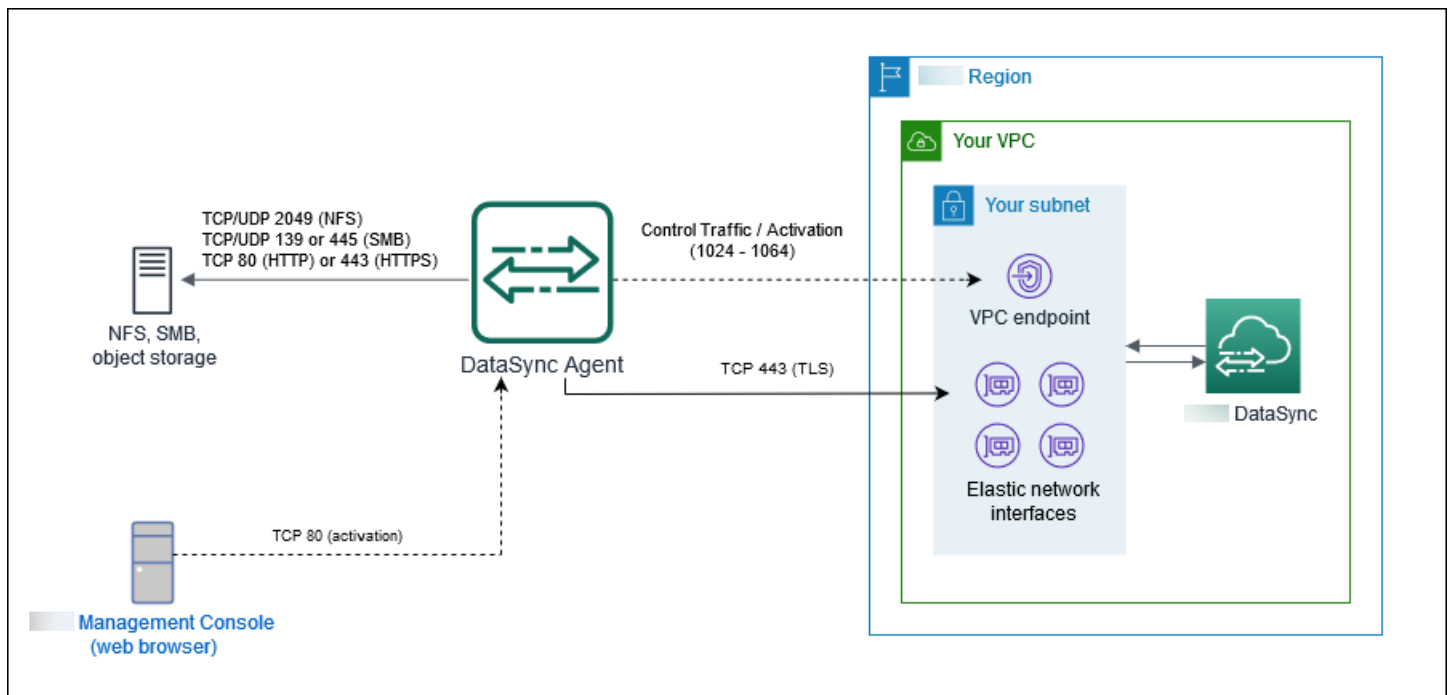 Region
Your VPC
Your subnet
TCP/UDP 2049 (NFS)
TCP/UDP 139 or 445 (SMB)
TCP 80 (HTTP) or 443 (HTTPS)
Control Traffic / Activation
(1024 - 1064)
VPC endpoint
NFS, SMB,
object storage
DataSync Agent
TCP 443 (TLS)
DataSync
Elastic network
interfaces
TCP 80 (activation)
Management Console
(web browser)